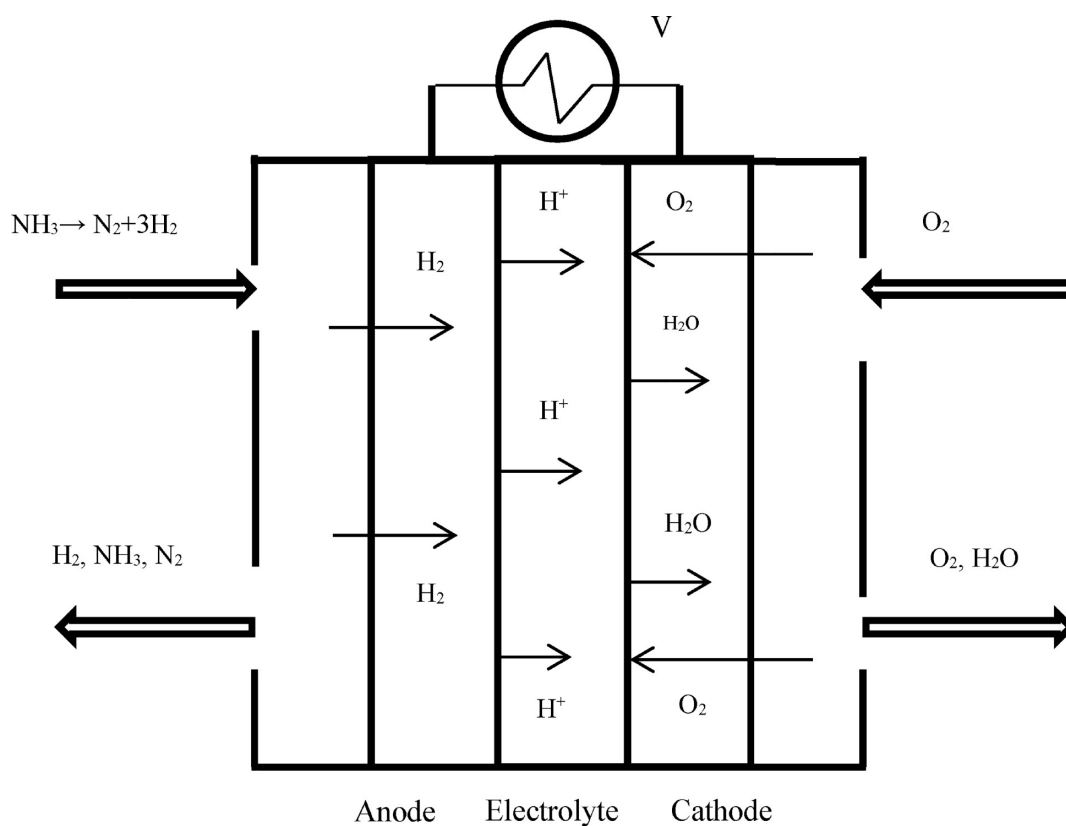 V
H⁺
O₂
NH₃→ N₂+3H₂
O₂
H₂
H₂O
H⁺
H₂O
H₂, NH₃, N₂
O₂, H₂O
H₂
H⁺
O₂
Anode
Electrolyte
Cathode